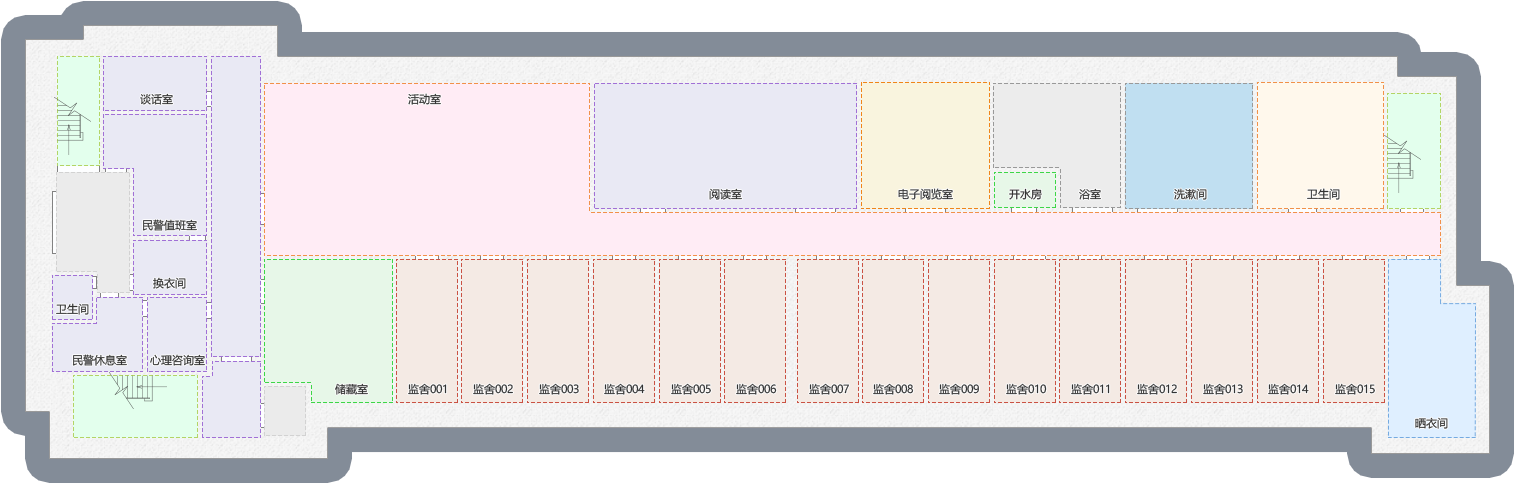 谈话室
活动室
阅读室
电子阅览室
开水房
浴室
洗漱间
卫生间
民警值班室
换衣间
卫生间
民警休息室
心理咨询室
储藏室
监舍001
监舍002
监舍003
监舍004
监舍005
监舍006
监舍007
监舍008
监舍009
监舍010
监舍011
监舍012
监舍013
监舍014
监舍015
晒衣间